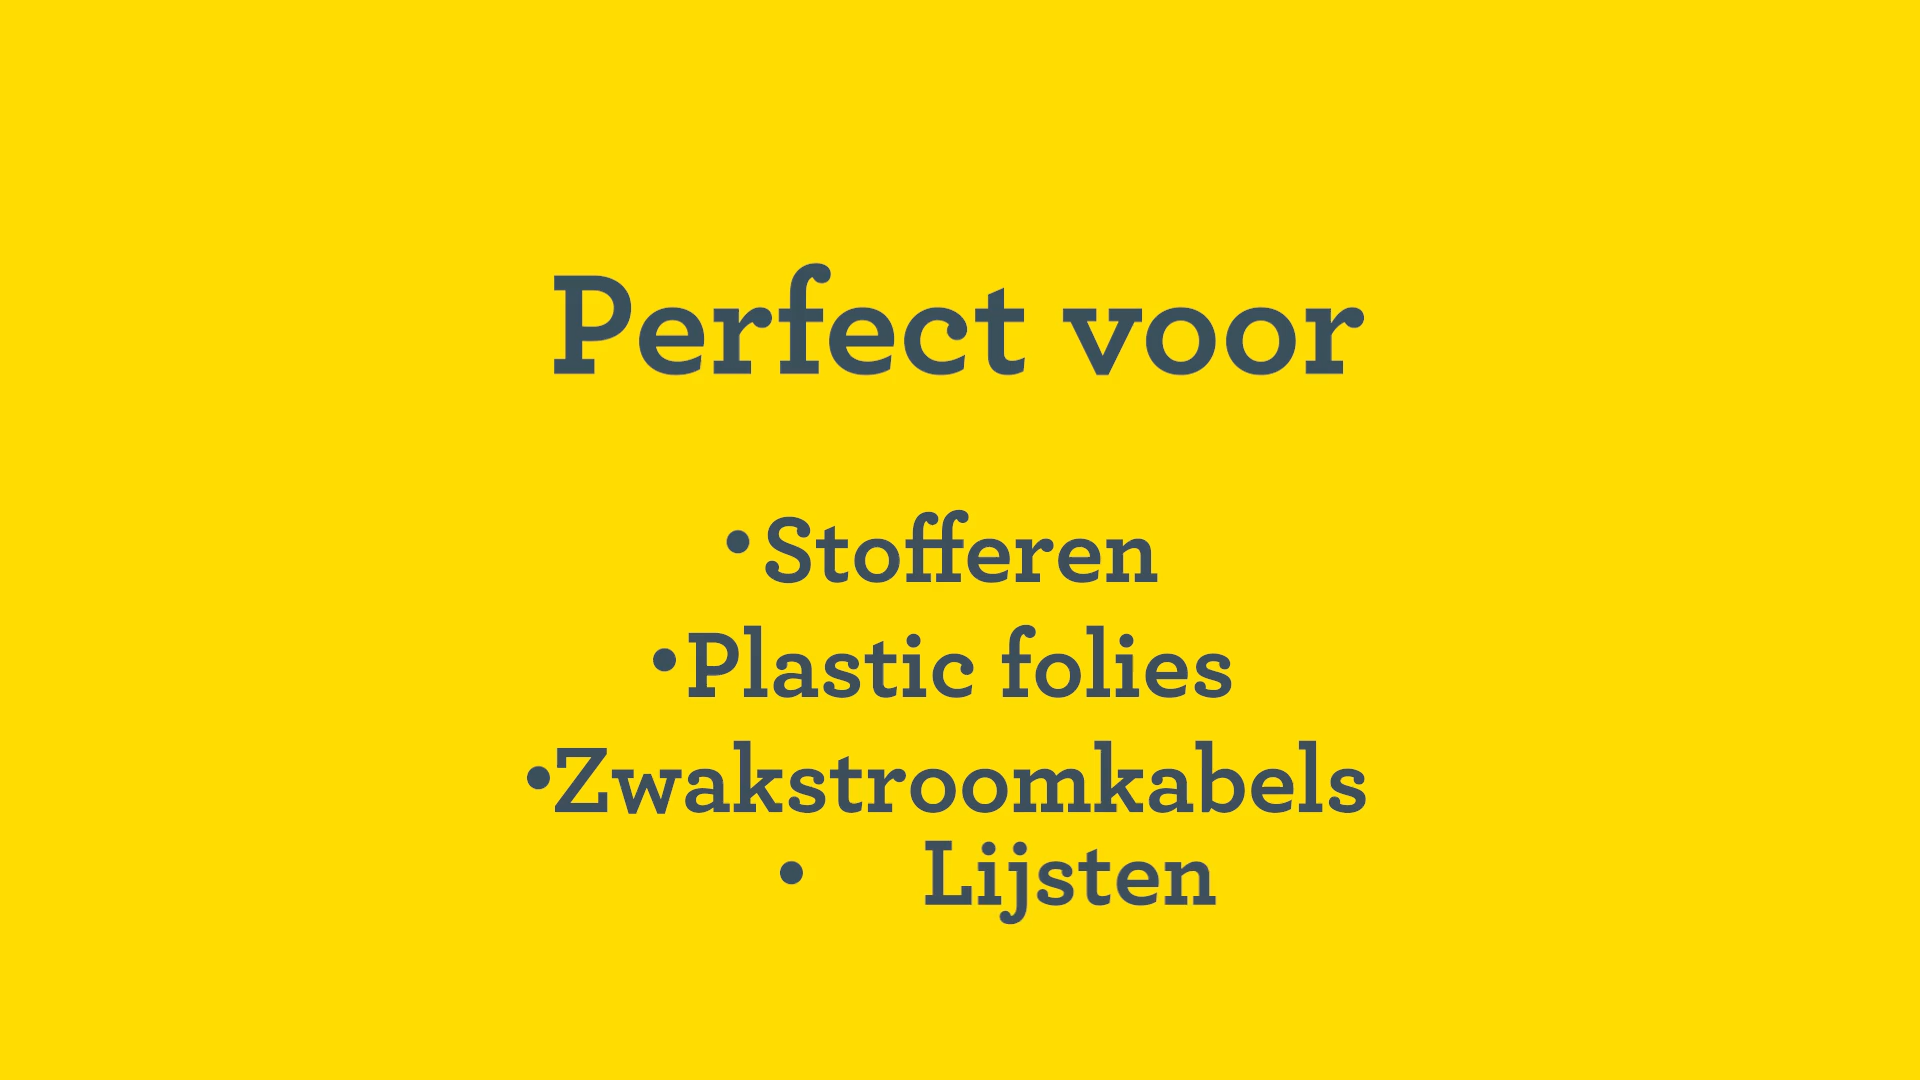 Perfect voor
• Stofferen
• Plastic folies
• Zwakstroomkabels
• Lijsten